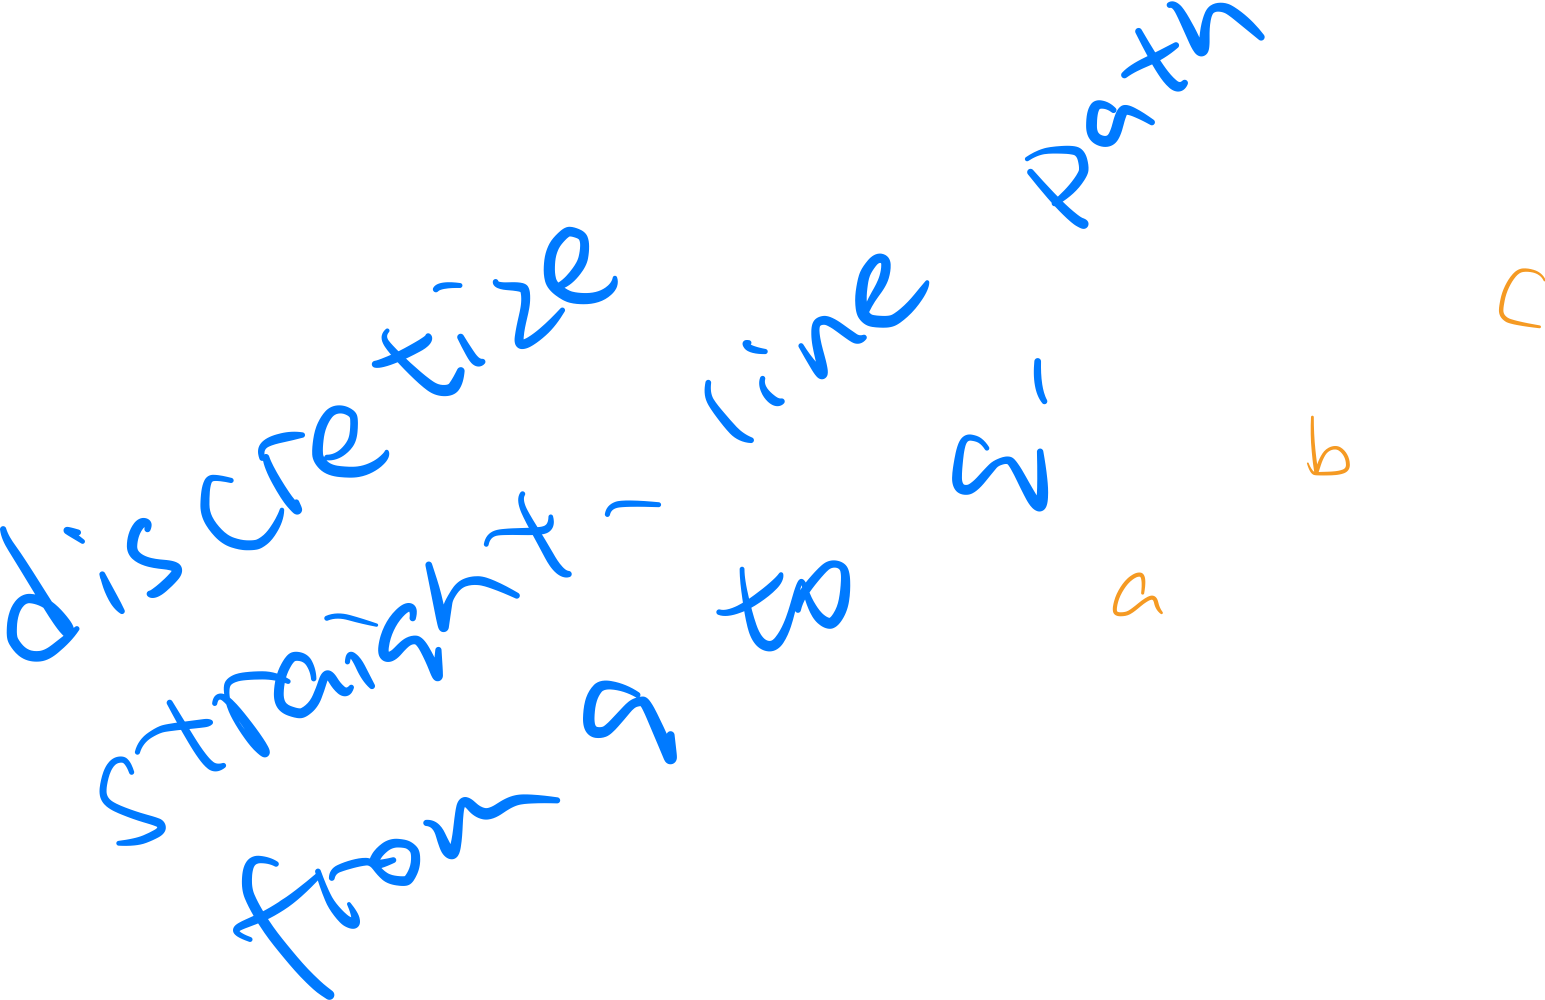 discretize
straight-line path
from q to q'
a b c